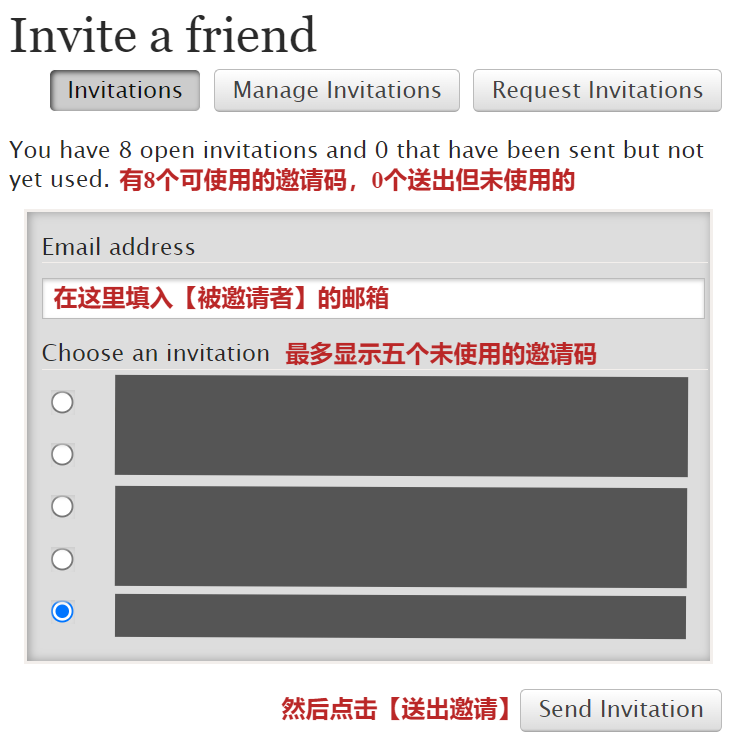 Invite a friend
Invitations Manage Invitations Request Invitations
You have 8 open invitations and 0 that have been sent but not
yet used. 有8个可使用的邀请码，0个送出但未使用的
Email address
在这里填入【被邀请者】的邮箱
Choose an invitation 最多显示五个未使用的邀请码
然后点击【送出邀请】 Send Invitation